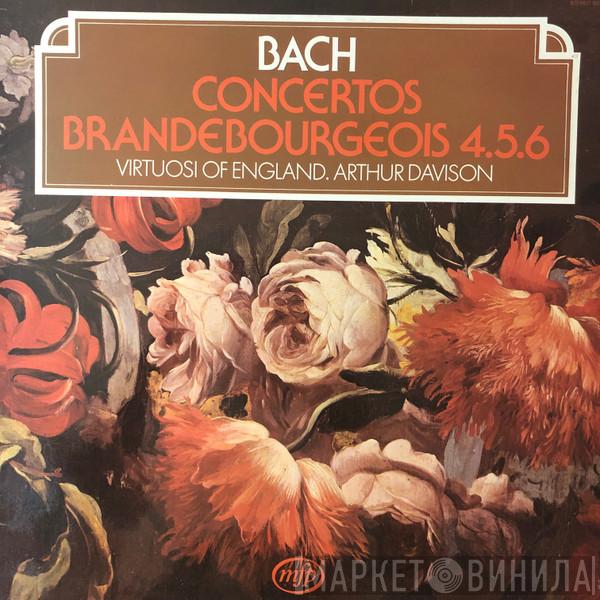 BACH
CONCERTOS
BRANDEBOURGEOIS 4.5.6
VIRTUOSI OF ENGLAND. ARTHUR DAVISON
mfp
МАРКЕТ ВИНИЛА